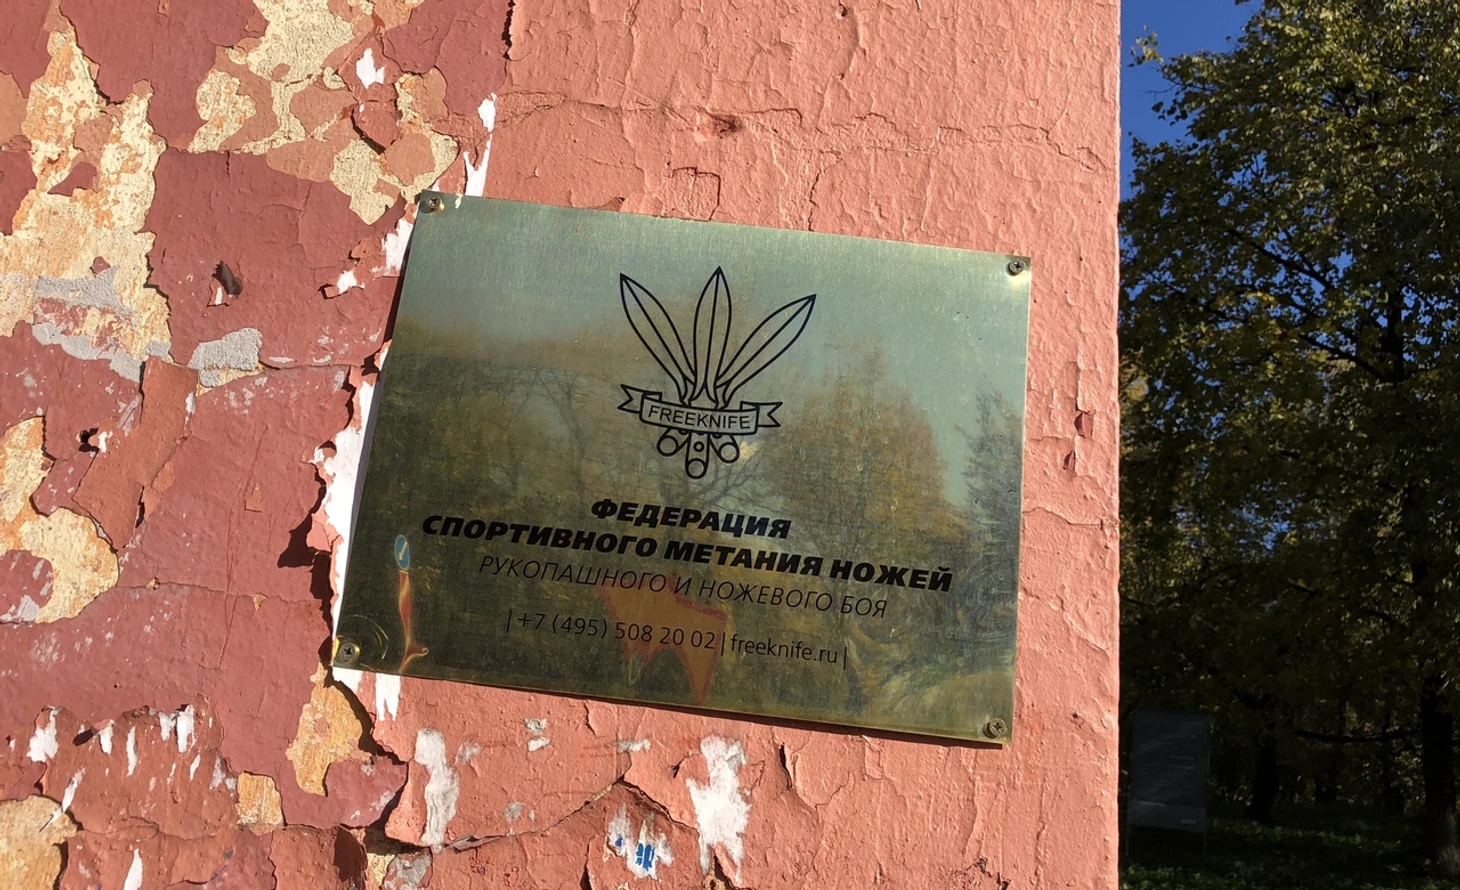 FREEKNIFE
ФЕДЕРАЦИЯ
СПОРТИВНОГО МЕТАНИЯ НОЖЕЙ
РУКОПАШНОГО И НОЖЕВОГО БОЯ
|+7 (495) 508 20 02|freeknife.ru|